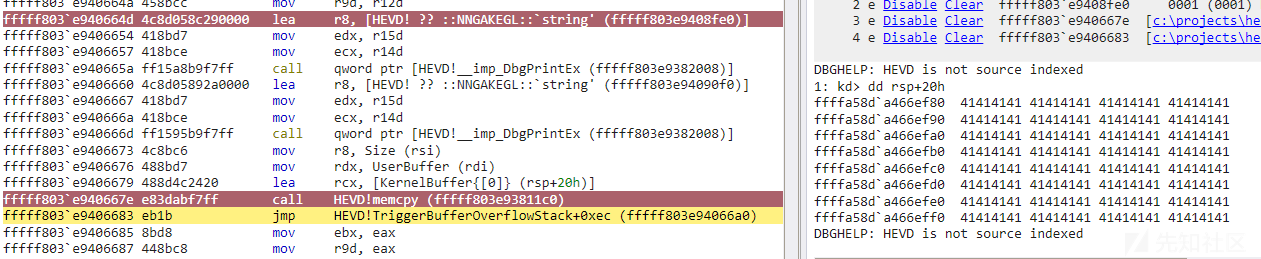 fffff803`e940664a 458bcc mov r9d, r12d
fffff803`e940664d 4c8d058c290000 lea r8, [HEVD! ?? ::NNGAKEGL::`string' (fffff803e9408fe0)]
fffff803`e9406654 418bd7 mov edx, r15d
fffff803`e9406657 418bce mov ecx, r14d
fffff803`e940665a ff15a8b9f7ff call qword ptr [HEVD!__imp_DbgPrintEx (fffff803e9382008)]
fffff803`e9406660 4c8d05892a0000 lea r8, [HEVD! ?? ::NNGAKEGL::`string' (fffff803e94090f0)]
fffff803`e9406667 418bd7 mov edx, r15d
fffff803`e940666a 418bce mov ecx, r14d
fffff803`e940666d ff1595b9f7ff call qword ptr [HEVD!__imp_DbgPrintEx (fffff803e9382008)]
fffff803`e9406673 4c8bc6 mov r8, Size (rsi)
fffff803`e9406676 488bd7 mov rdx, UserBuffer (rdi)
fffff803`e9406679 488d4c2420 lea rcx, [KernelBuffer{[0]} (rsp+20h)]
fffff803`e940667e e83dabf7ff call HEVD!memcpy (fffff803e93811c0)
fffff803`e9406683 eb1b jmp HEVD!TriggerBufferOverflowStack+0xec (fffff803e94066a0)
fffff803`e9406685 8bd8 mov ebx, eax
fffff803`e9406687 448bc8 mov r9d, eax
2 e Disable Clear fffff803`e9408fe0 0001 (0001)
3 e Disable Clear fffff803`e940667e [c:\projects\he
4 e Disable Clear fffff803`e9406683 [c:\projects\he
DBGHELP: HEVD is not source indexed
1: kd> dd rsp+20h
ffffa58d`a466ef80 41414141 41414141 41414141 41414141
ffffa58d`a466ef90 41414141 41414141 41414141 41414141
ffffa58d`a466efa0 41414141 41414141 41414141 41414141
ffffa58d`a466efb0 41414141 41414141 41414141 41414141
ffffa58d`a466efc0 41414141 41414141 41414141 41414141
ffffa58d`a466efd0 41414141 41414141 41414141 41414141
ffffa58d`a466efe0 41414141 41414141 41414141 41414141
ffffa58d`a466eff0 41414141 41414141 41414141 41414141
DBGHELP: HEVD is not source indexed
先知社区